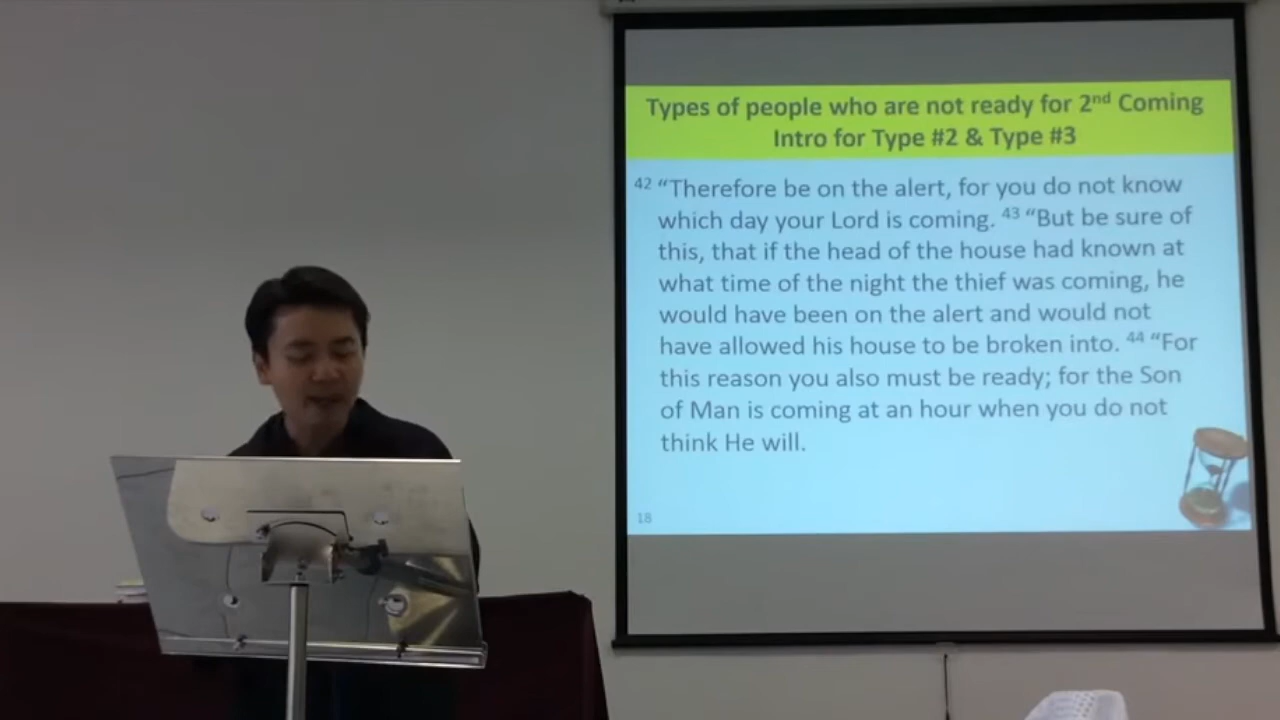 Types of people who are not ready for 2nd Coming
Intro for Type #2 & Type #3
42 “Therefore be on the alert, for you do not know
which day your Lord is coming. 43 “But be sure of
this, that if the head of the house had known at
what time of the night the thief was coming, he
would have been on the alert and would not
have allowed his house to be broken into. 44 “For
this reason you also must be ready; for the Son
of Man is coming at an hour when you do not
think He will.
18